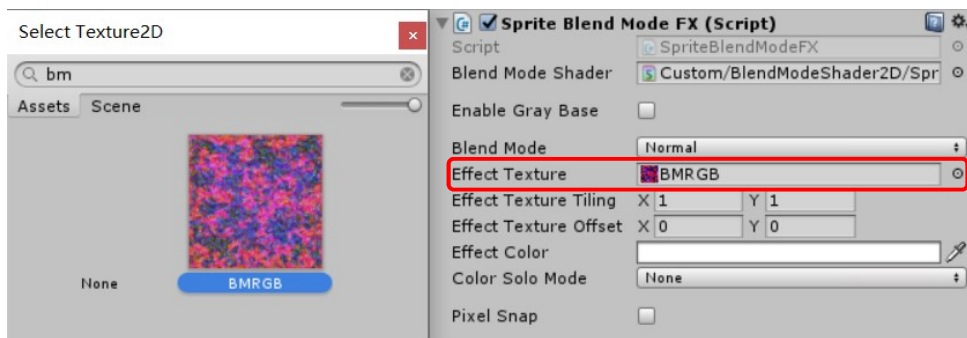 Select Texture2D
bm
Assets Scene
None BMRGB
Sprite Blend Mode FX (Script)
Script SpriteBlendModeFX
Blend Mode Shader Custom/BlendModeShader2D/Spr
Enable Gray Base
Blend Mode Normal
Effect Texture BMRGB
Effect Texture Tiling X 1 Y 1
Effect Texture Offset X 0 Y 0
Effect Color
Color Solo Mode None
Pixel Snap